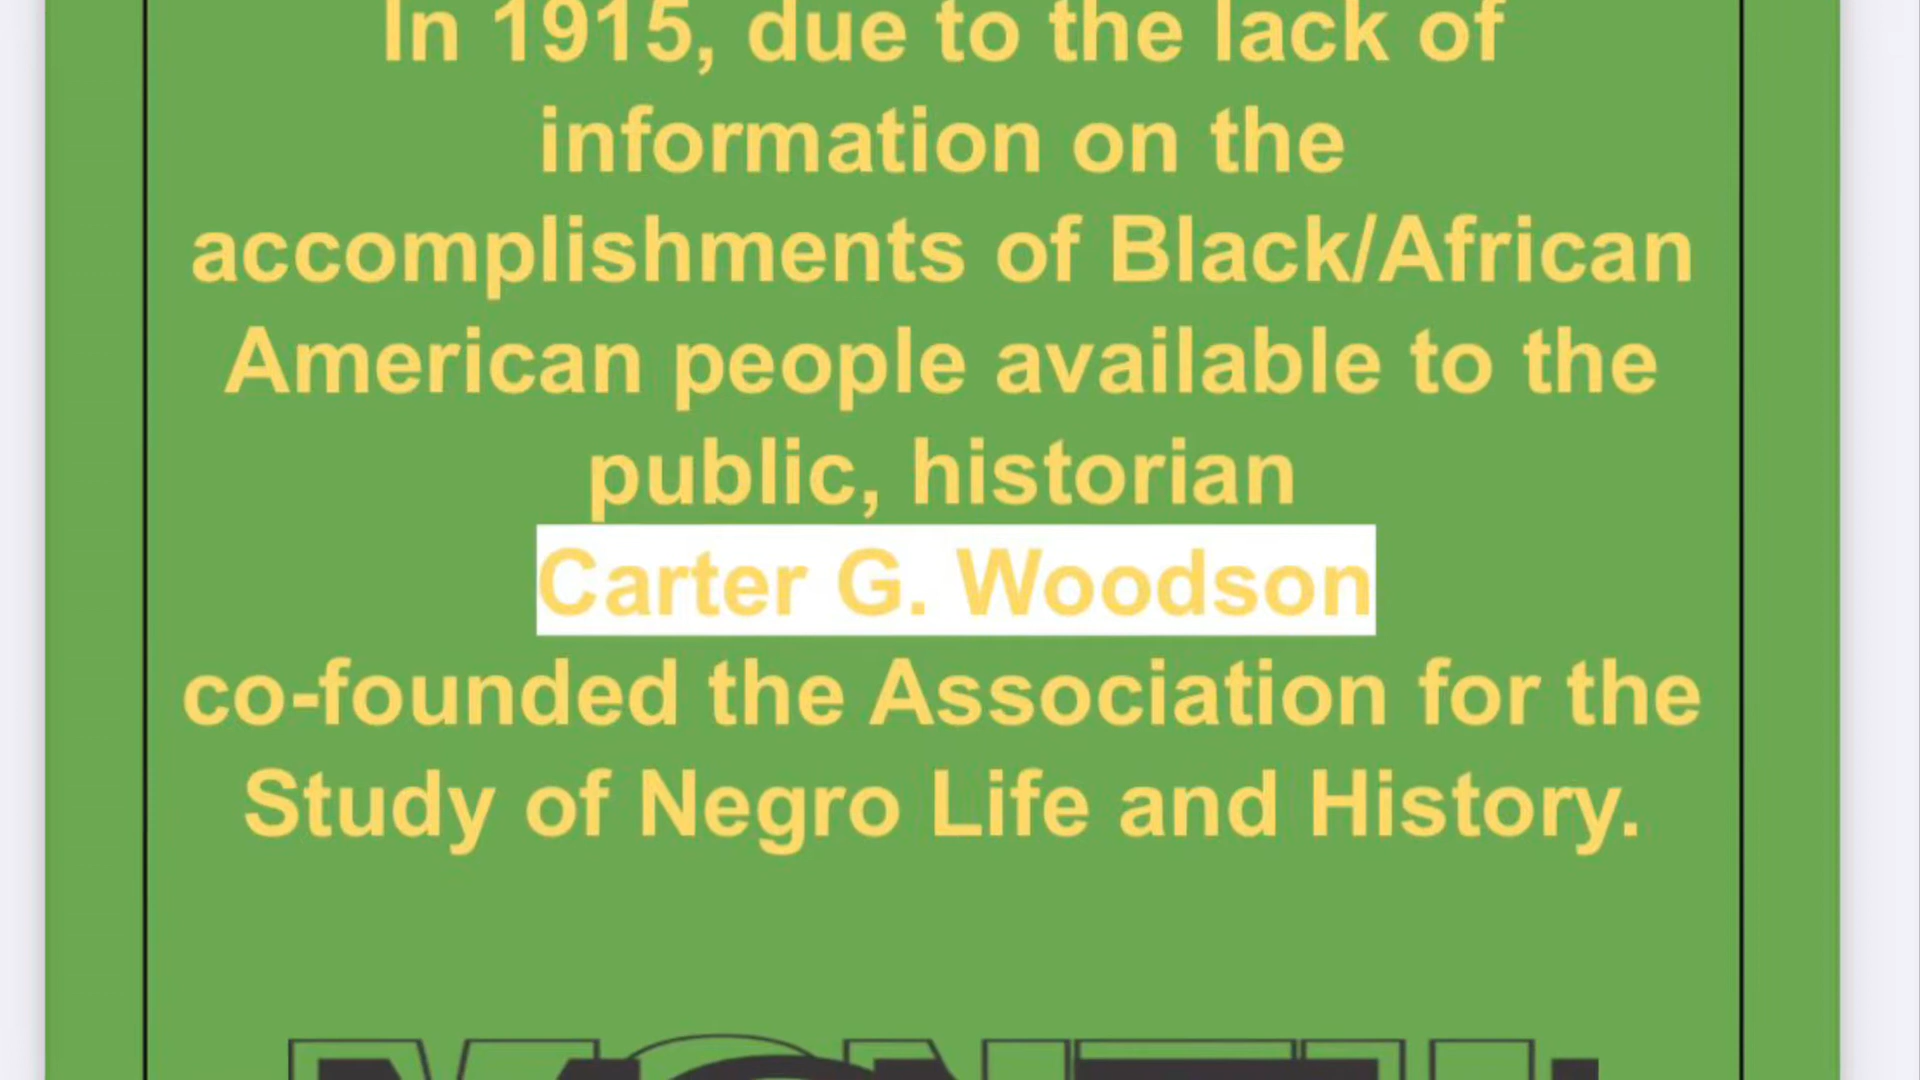 In 1915, due to the lack of
information on the
accomplishments of Black/African
American people available to the
public, historian
Carter G. Woodson
co-founded the Association for the
Study of Negro Life and History.
MONTH